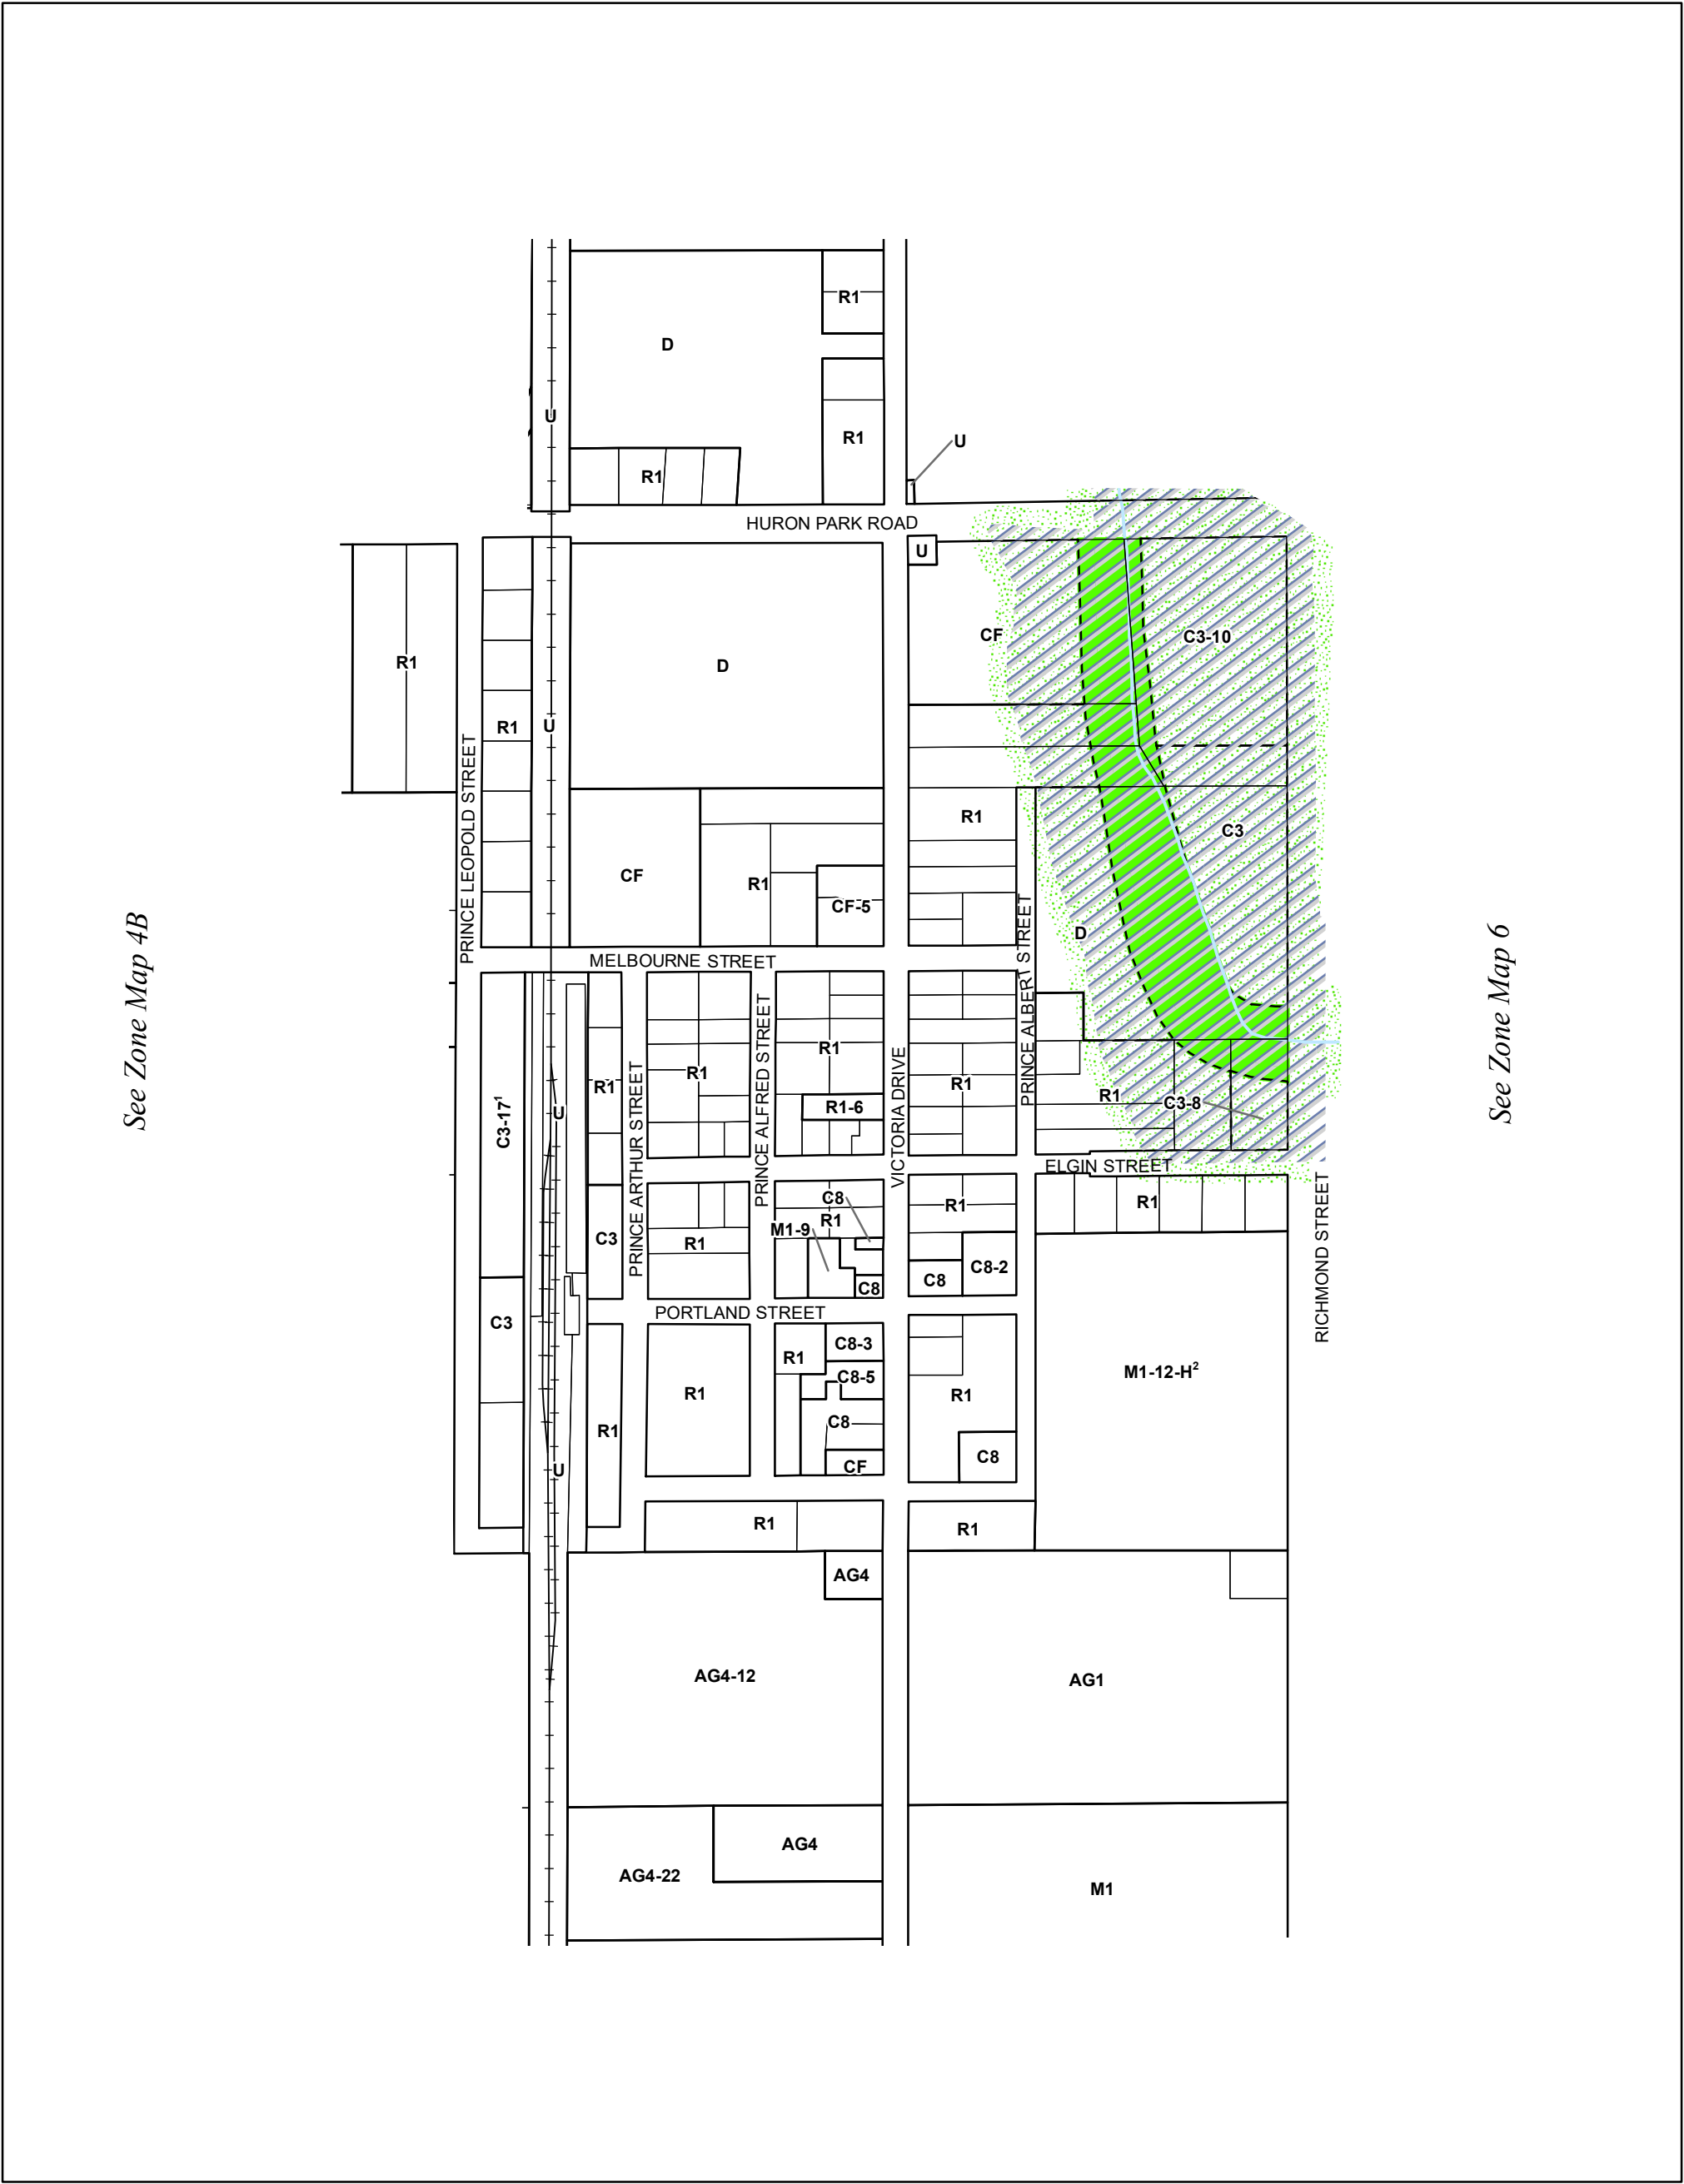 R1
D
U
R1
U
R1
HURON PARK ROAD
U
CF
C3-10
R1
D
R1
U
PRINCE LEOPOLD STREET
R1
C3
CF
R1
CF-5
PRINCE ALBERT STREET
D
See Zone Map 4B
See Zone Map 6
MELBOURNE STREET
C3-17¹
U
R1
PRINCE ARTHUR STREET
R1
PRINCE ALFRED STREET
R1
R1-6
VICTORIA DRIVE
R1
R1
C3-8
ELGIN STREET
RICHMOND STREET
C8
R1
M1-9
R1
R1
C3
R1
C8
C8
C8-2
PORTLAND STREET
C3
R1
C8-3
C8-5
R1
R1
C8
R1
M1-12-H²
U
CF
C8
R1
R1
AG4
AG4-12
AG1
AG4
AG4-22
M1